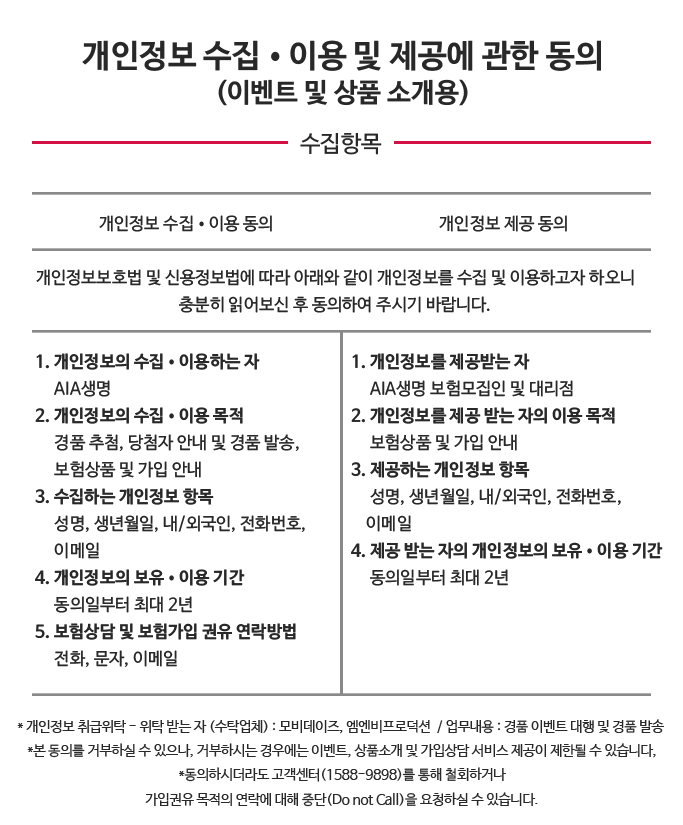 개인정보 수집 • 이용 및 제공에 관한 동의
(이벤트 및 상품 소개용)
수집항목
개인정보 수집 • 이용 동의
개인정보 제공 동의
개인정보보호법 및 신용정보법에 따라 아래와 같이 개인정보를 수집 및 이용하고자 하오니
충분히 읽어보신 후 동의하여 주시기 바랍니다.
1. 개인정보의 수집 • 이용하는 자
AIA생명
2. 개인정보의 수집 • 이용 목적
경품 추첨, 당첨자 안내 및 경품 발송,
보험상품 및 가입 안내
3. 수집하는 개인정보 항목
성명, 생년월일, 내/외국인, 전화번호,
이메일
4. 개인정보의 보유 • 이용 기간
동의일부터 최대 2년
5. 보험상담 및 보험가입 권유 연락방법
전화, 문자, 이메일
1. 개인정보를 제공받는 자
AIA생명 보험모집인 및 대리점
2. 개인정보를 제공 받는 자의 이용 목적
보험상품 및 가입 안내
3. 제공하는 개인정보 항목
성명, 생년월일, 내/외국인, 전화번호,
이메일
4. 제공 받는 자의 개인정보의 보유 • 이용 기간
동의일부터 최대 2년
* 개인정보 취급위탁 - 위탁 받는 자 (수탁업체) : 모비데이즈, 엠엔비프로덕션 / 업무내용 : 경품 이벤트 대행 및 경품 발송
*본 동의를 거부하실 수 있으나, 거부하시는 경우에는 이벤트, 상품소개 및 가입상담 서비스 제공이 제한될 수 있습니다,
*동의하시더라도 고객센터(1588-9898)를 통해 철회하거나
가입권유 목적의 연락에 대해 중단(Do not Call)을 요청하실 수 있습니다.